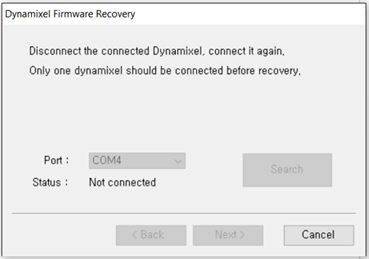 Dynamixel Firmware Recovery
Disconnect the connected Dynamixel, connect it again,
Only one dynamixel should be connected before recovery,
Port : COM4
Search
Status : Not connected
< Back Next > Cancel